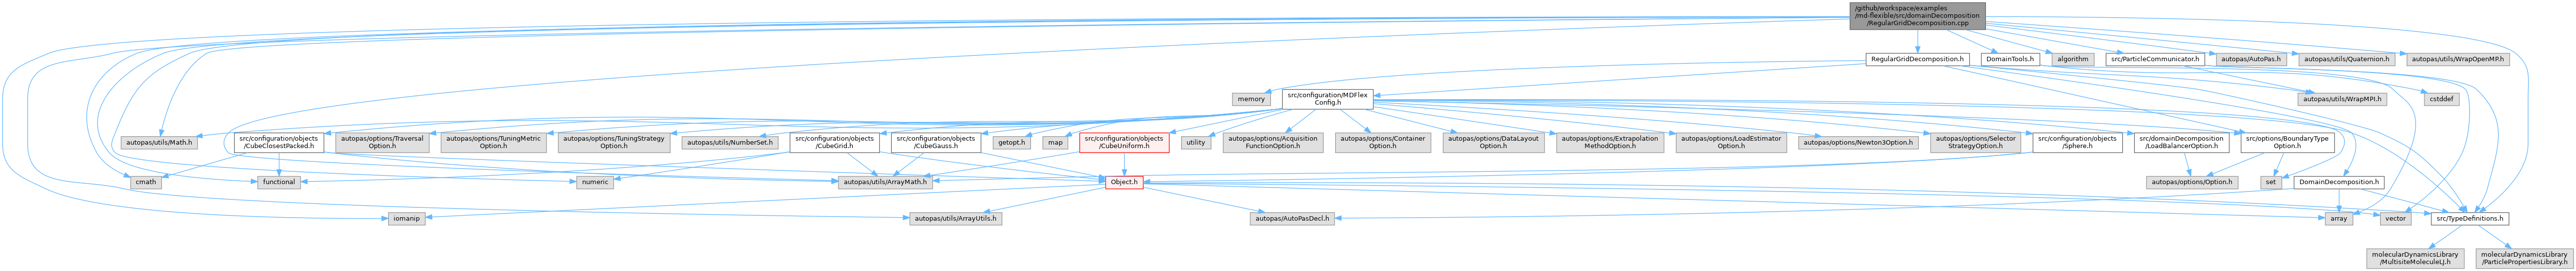 /github/workspace/examples
/md-flexible/src/domainDecomposition
/RegularGridDecomposition.cpp
RegularGridDecomposition.h
DomainTools.h
algorithm
src/ParticleCommunicator.h
autopas/AutoPas.h
autopas/utils/Quaternion.h
autopas/utils/WrapOpenMP.h
memory
src/configuration/MDFlex
Config.h
autopas/utils/WrapMPI.h
cstddef
autopas/utils/Math.h
src/configuration/objects
/CubeClosestPacked.h
autopas/options/Traversal
Option.h
autopas/options/TuningMetric
Option.h
autopas/options/TuningStrategy
Option.h
autopas/utils/NumberSet.h
src/configuration/objects
/CubeGrid.h
src/configuration/objects
/CubeGauss.h
getopt.h
map
src/configuration/objects
/CubeUniform.h
utility
autopas/options/Acquisition
FunctionOption.h
autopas/options/Container
Option.h
autopas/options/DataLayout
Option.h
autopas/options/Extrapolation
MethodOption.h
autopas/options/LoadEstimator
Option.h
autopas/options/Newton3Option.h
autopas/options/Selector
StrategyOption.h
src/configuration/objects
/Sphere.h
src/domainDecomposition
/LoadBalancerOption.h
src/options/BoundaryType
Option.h
cmath
functional
numeric
autopas/utils/ArrayMath.h
Object.h
autopas/options/Option.h
set
DomainDecomposition.h
iomanip
autopas/utils/ArrayUtils.h
autopas/AutoPasDecl.h
array
vector
src/TypeDefinitions.h
molecularDynamicsLibrary
/MultisiteMoleculeLJ.h
molecularDynamicsLibrary
/ParticlePropertiesLibrary.h